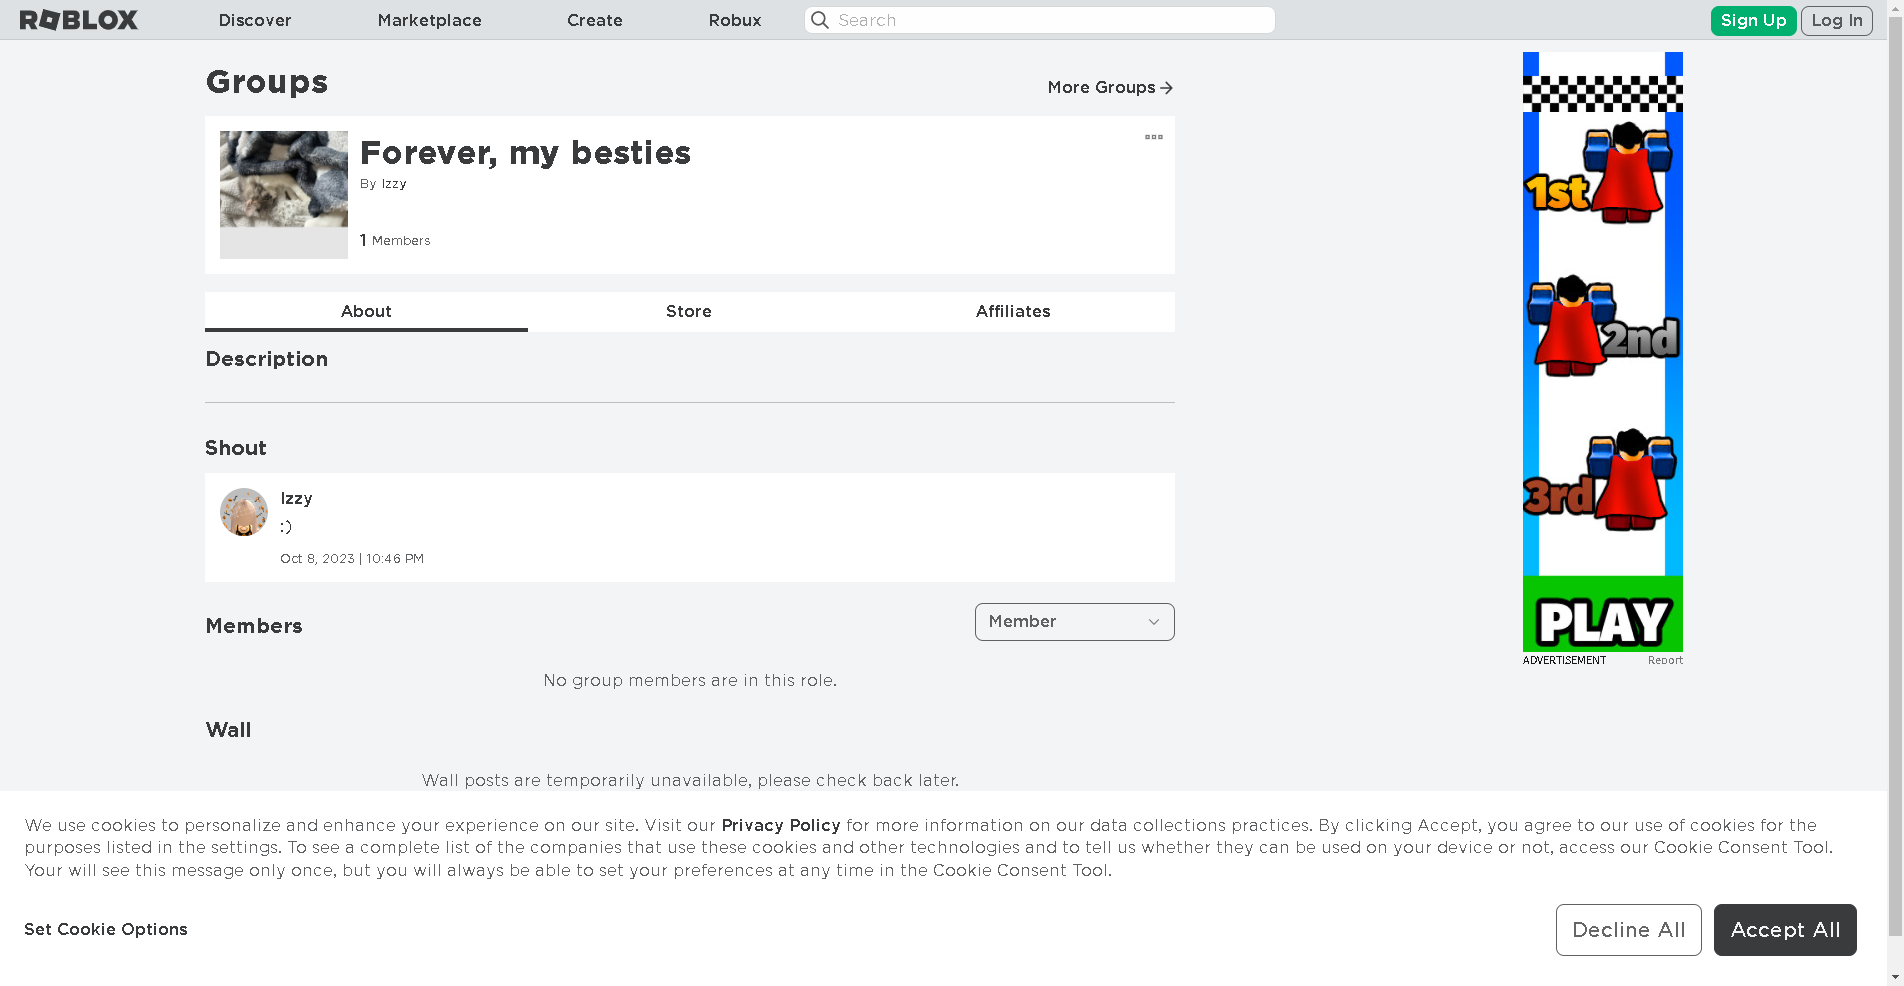 ROBLOX Discover Marketplace Create Robux Search Sign Up Log In
Groups
More Groups
Forever, my besties
By Izzy
1 Members
About Store Affiliates
Description
Shout
Izzy
:)
Oct 8, 2023 | 10:46 PM
Members
Member
No group members are in this role.
Wall
Wall posts are temporarily unavailable, please check back later.
1st
2nd
3rd
PLAY
ADVERTISEMENT Report
We use cookies to personalize and enhance your experience on our site. Visit our Privacy Policy for more information on our data collections practices. By clicking Accept, you agree to our use of cookies for the
purposes listed in the settings. To see a complete list of the companies that use these cookies and other technologies and to tell us whether they can be used on your device or not, access our Cookie Consent Tool.
Your will see this message only once, but you will always be able to set your preferences at any time in the Cookie Consent Tool.
Set Cookie Options
Decline All Accept All